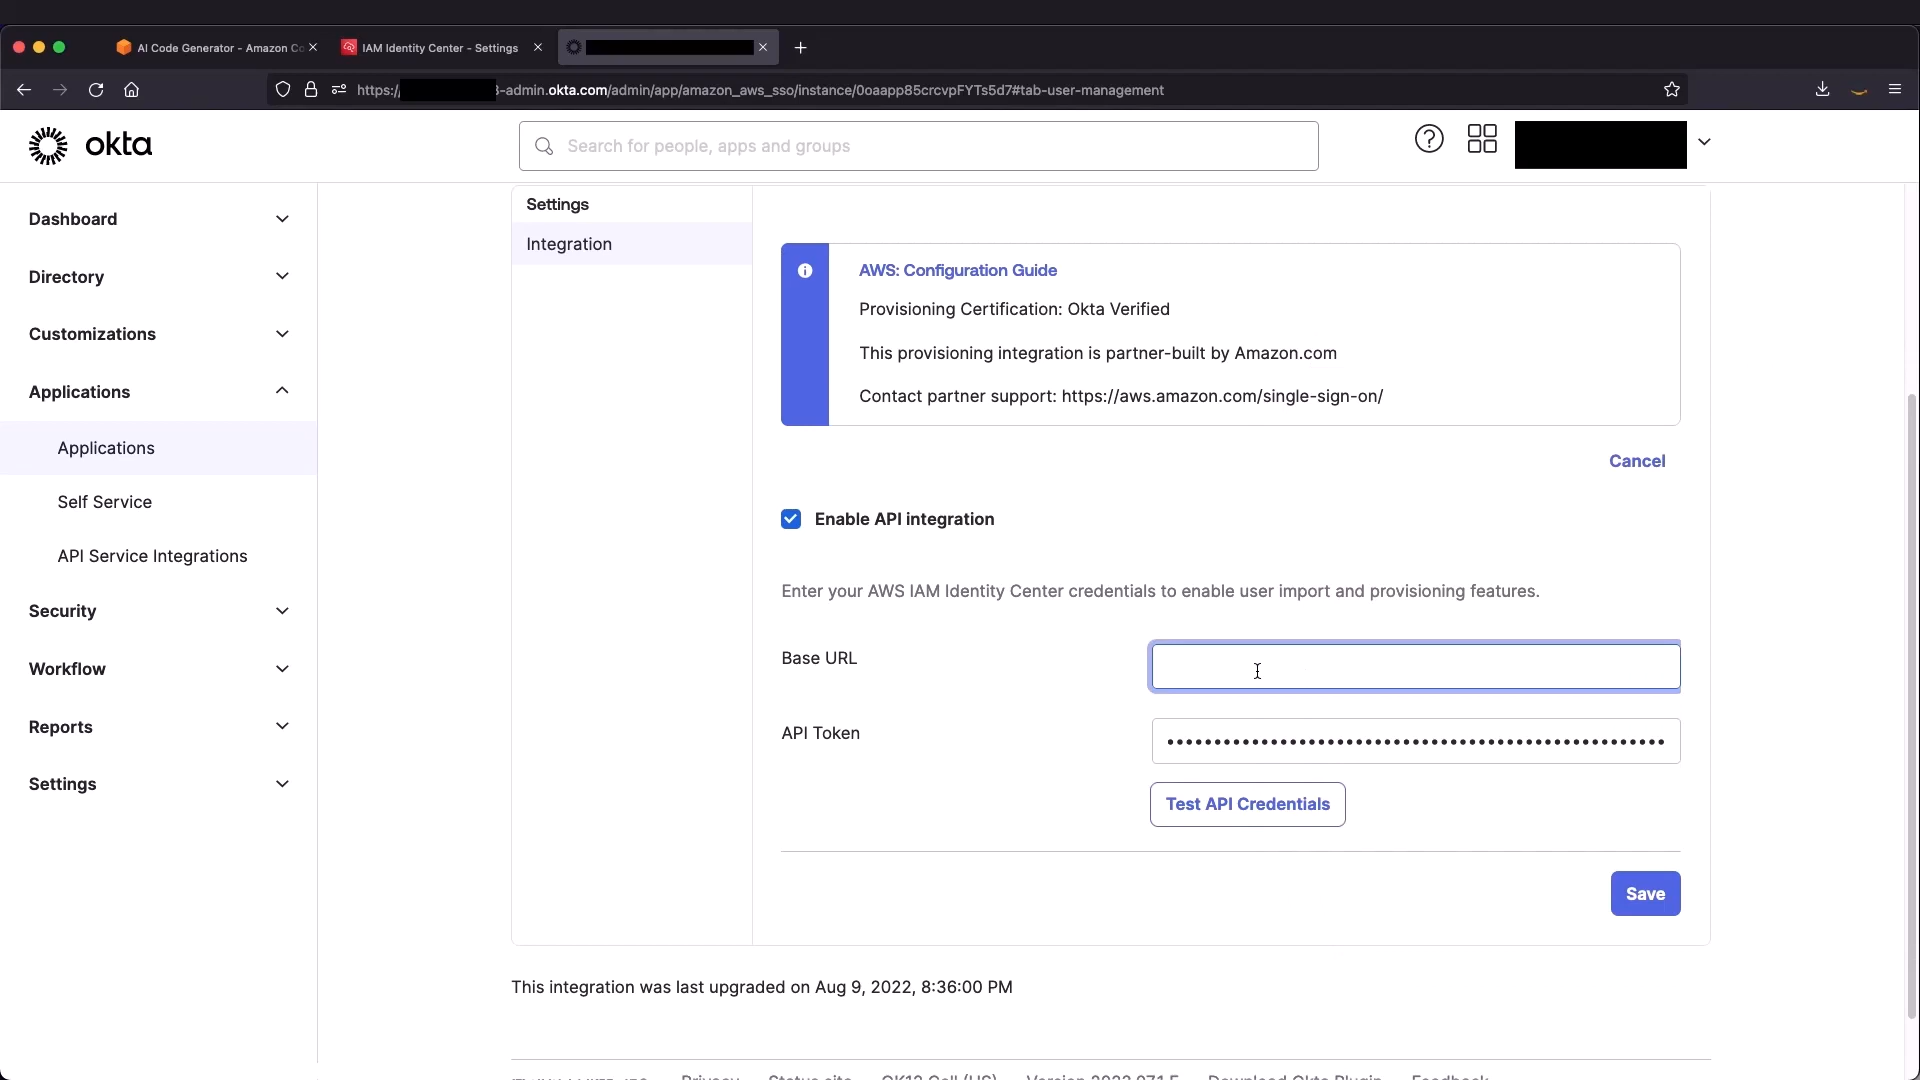 AI Code Generator - Amazon Co
IAM Identity Center - Settings
https:/
-admin.okta.com/admin/app/amazon_aws_sso/instance/0oaapp85crcvpFYTs5d7#tab-user-management
okta
Search for people, apps and groups
Dashboard
Directory
Customizations
Applications
Applications
Self Service
API Service Integrations
Security
Workflow
Reports
Settings
Settings
Integration
AWS: Configuration Guide
Provisioning Certification: Okta Verified
This provisioning integration is partner-built by Amazon.com
Contact partner support: https://aws.amazon.com/single-sign-on/
Cancel
Enable API integration
Enter your AWS IAM Identity Center credentials to enable user import and provisioning features.
Base URL
API Token
Test API Credentials
Save
This integration was last upgraded on Aug 9, 2022, 8:36:00 PM
Privacy Status site OK12 Cell (US) Download Okta Plugin Feedback